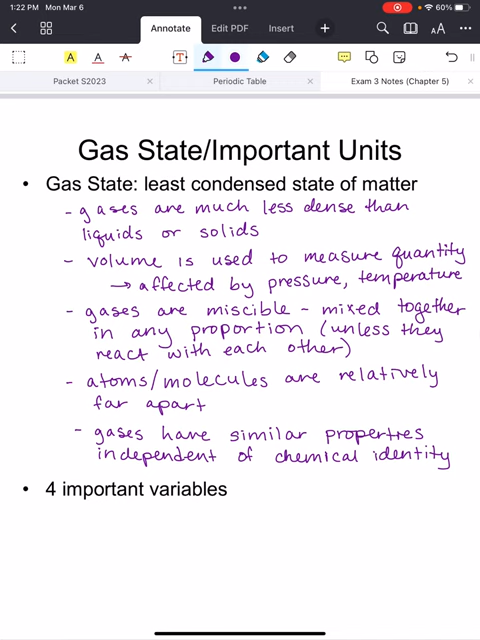 1:22 PM Mon Mar 6
60%
Annotate
Edit PDF
Insert
Packet S2023
Periodic Table
Exam 3 Notes (Chapter 5)
Gas State/Important Units
• Gas State: least condensed state of matter
- gases are much less dense than
liquids or solids
- volume is used to measure quantity
→ affected by pressure, temperature
- gases are miscible - mixed together
in any proportion (unless they
react with each other)
- atoms/molecules are relatively
far apart
- gases have similar properties
independent of chemical identity
• 4 important variables